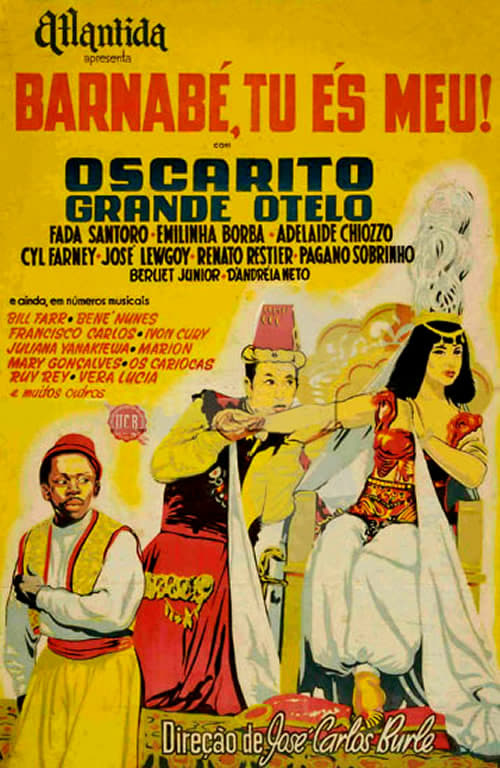 Atlantida
apresenta
BARNABÉ, TU ÉS MEU!
com
OSCARITO
GRANDE OTELO
FADA SANTORO • EMILINHA BORBA • ADELAIDE CHIOZZO
CYL FARNEY • JOSÉ LEWGOY • RENATO RESTIER • PAGANO SOBRINHO
BERLIET JUNIOR • D'ANDRÉIA NETO
e ainda, em números musicais
BILL TARR • BENÉ NUNES
FRANCISCO CARLOS • IVON CURY
JULIANA YANAKIEWA • MARION
MARY GONÇALVES • OS CARIOCAS
RUY REY • VERA LUCIA
e muitos outros
UCB
Direção de José Carlos Burle